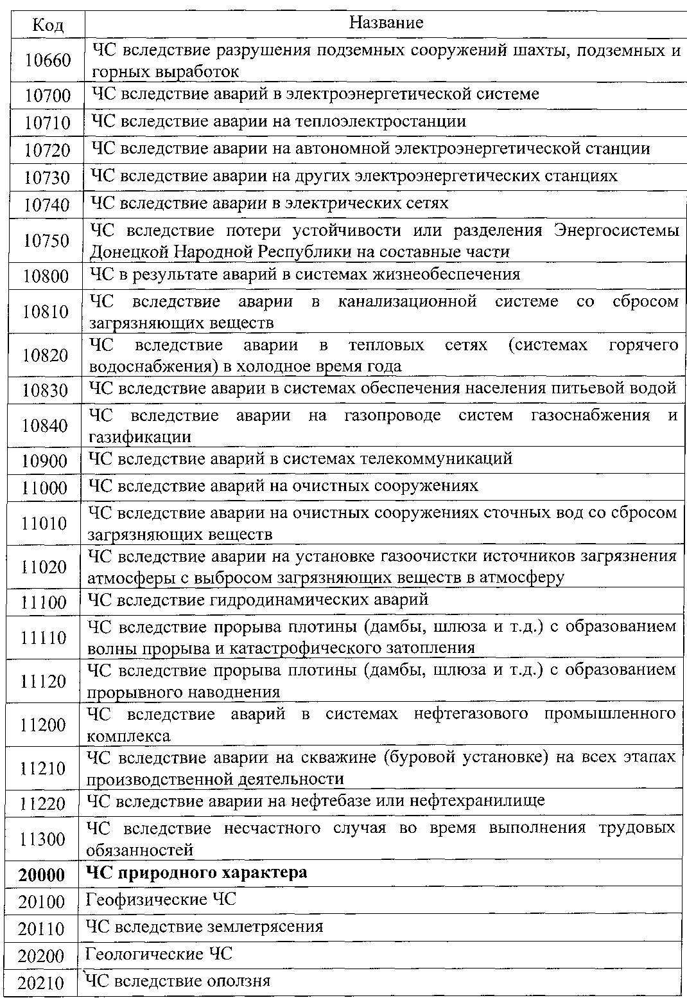 Код Название
10660 ЧС вследствие разрушения подземных сооружений шахты, подземных и
горных выработок
10700 ЧС вследствие аварий в электроэнергетической системе
10710 ЧС вследствие аварии на теплоэлектростанции
10720 ЧС вследствие аварии на автономной электроэнергетической станции
10730 ЧС вследствие аварии на других электроэнергетических станциях
10740 ЧС вследствие аварии в электрических сетях
10750 ЧС вследствие потери устойчивости или разделения Энергосистемы
Донецкой Народной Республики на составные части
10800 ЧС в результате аварий в системах жизнеобеспечения
10810 ЧС вследствие аварии в канализационной системе со сбросом
загрязняющих веществ
10820 ЧС вследствие аварии в тепловых сетях (системах горячего
водоснабжения) в холодное время года
10830 ЧС вследствие аварии в системах обеспечения населения питьевой водой
10840 ЧС вследствие аварии на газопроводе систем газоснабжения и
газификации
10900 ЧС вследствие аварий в системах телекоммуникаций
11000 ЧС вследствие аварий на очистных сооружениях
11010 ЧС вследствие аварии на очистных сооружениях сточных вод со сбросом
загрязняющих веществ
11020 ЧС вследствие аварии на установке газоочистки источников загрязнения
атмосферы с выбросом загрязняющих веществ в атмосферу
11100 ЧС вследствие гидродинамических аварий
11110 ЧС вследствие прорыва плотины (дамбы, шлюза и т.д.) с образованием
волны прорыва и катастрофического затопления
11120 ЧС вследствие прорыва плотины (дамбы, шлюза и т.д.) с образованием
прорывного наводнения
11200 ЧС вследствие аварий в системах нефтегазового промышленного
комплекса
11210 ЧС вследствие аварии на скважине (буровой установке) на всех этапах
производственной деятельности
11220 ЧС вследствие аварии на нефтебазе или нефтехранилище
11300 ЧС вследствие несчастного случая во время выполнения трудовых
обязанностей
20000 ЧС природного характера
20100 Геофизические ЧС
20110 ЧС вследствие землетрясения
20200 Геологические ЧС
20210 ЧС вследствие оползня